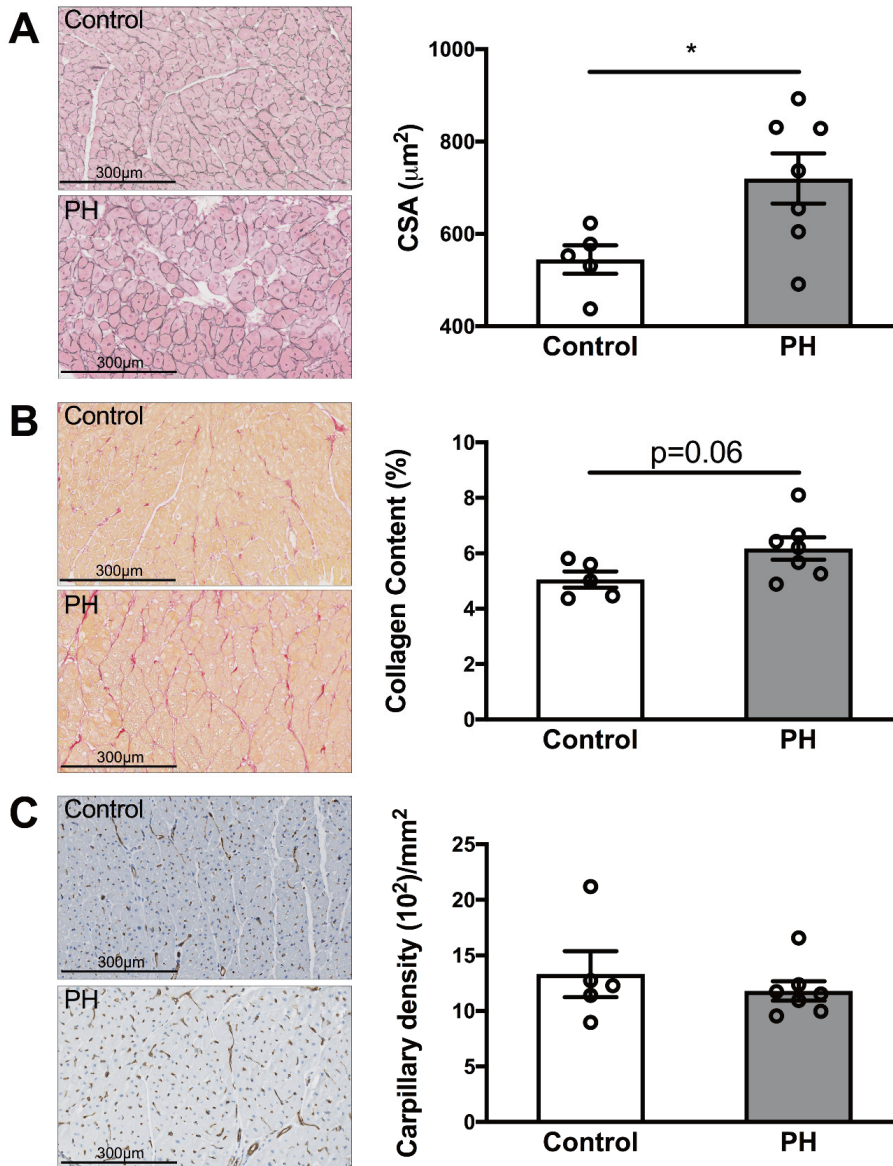 A
Control
300µm
PH
300µm
CSA (µm²)
1000
800
600
400
*
Control
PH
B
Control
300µm
PH
300µm
Collagen Content (%)
10
8
6
4
2
0
p=0.06
Control
PH
C
Control
300µm
PH
300µm
Carpillary density (10²)/mm²
25
20
15
10
5
0
Control
PH